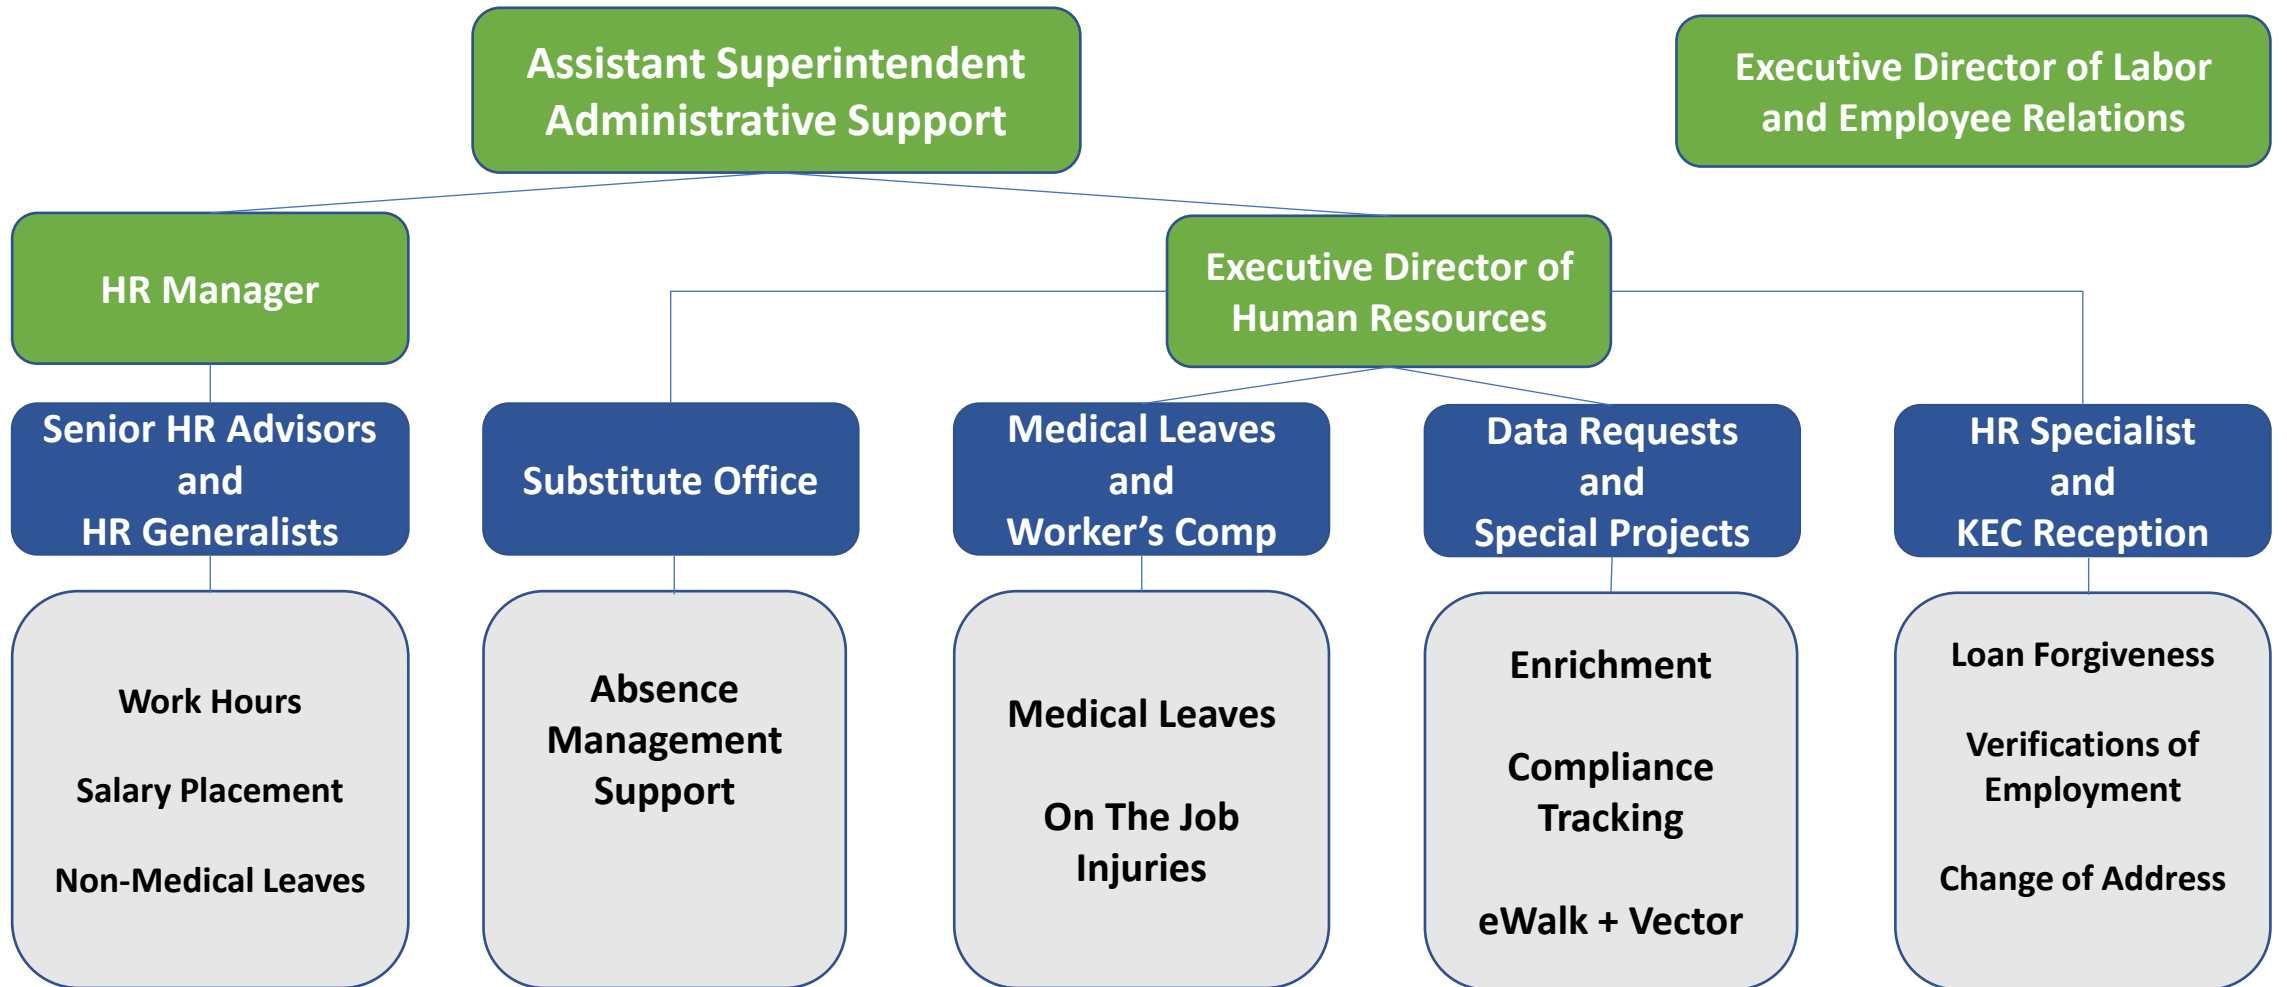 Assistant Superintendent
Administrative Support
Executive Director of Labor
and Employee Relations
HR Manager
Executive Director of
Human Resources
Senior HR Advisors
and
HR Generalists
Substitute Office
Medical Leaves
and
Worker’s Comp
Data Requests
and
Special Projects
HR Specialist
and
KEC Reception
Work Hours
Salary Placement
Non-Medical Leaves
Absence
Management
Support
Medical Leaves
On The Job
Injuries
Enrichment
Compliance
Tracking
eWalk + Vector
Loan Forgiveness
Verifications of
Employment
Change of Address